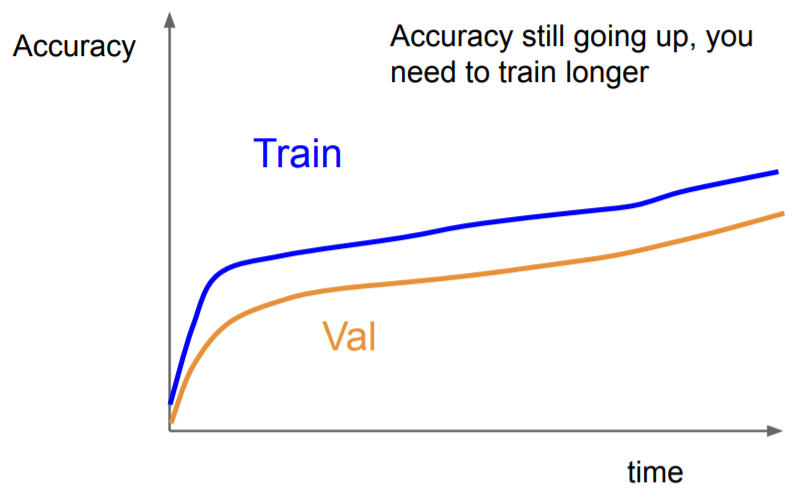 Accuracy
Accuracy still going up, you
need to train longer
Train
Val
time